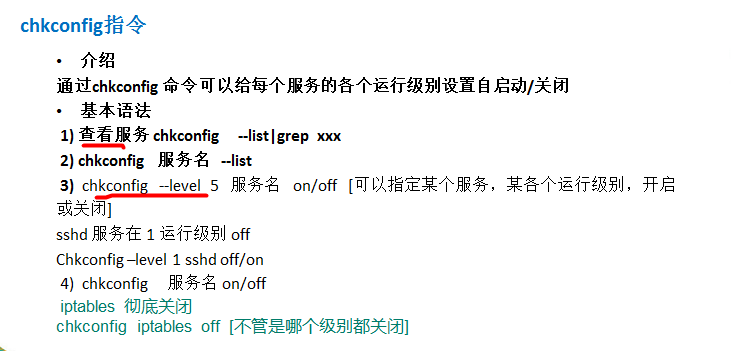 chkconfig指令
• 介绍
通过chkconfig 命令可以给每个服务的各个运行级别设置自启动/关闭
• 基本语法
1) 查看服务 chkconfig --list|grep xxx
2) chkconfig 服务名 --list
3) chkconfig --level 5 服务名 on/off [可以指定某个服务，某各个运行级别，开启
或关闭]
sshd 服务在 1 运行级别 off
Chkconfig –level 1 sshd off/on
4) chkconfig 服务名 on/off
iptables 彻底关闭
chkconfig iptables off [不管是哪个级别都关闭]